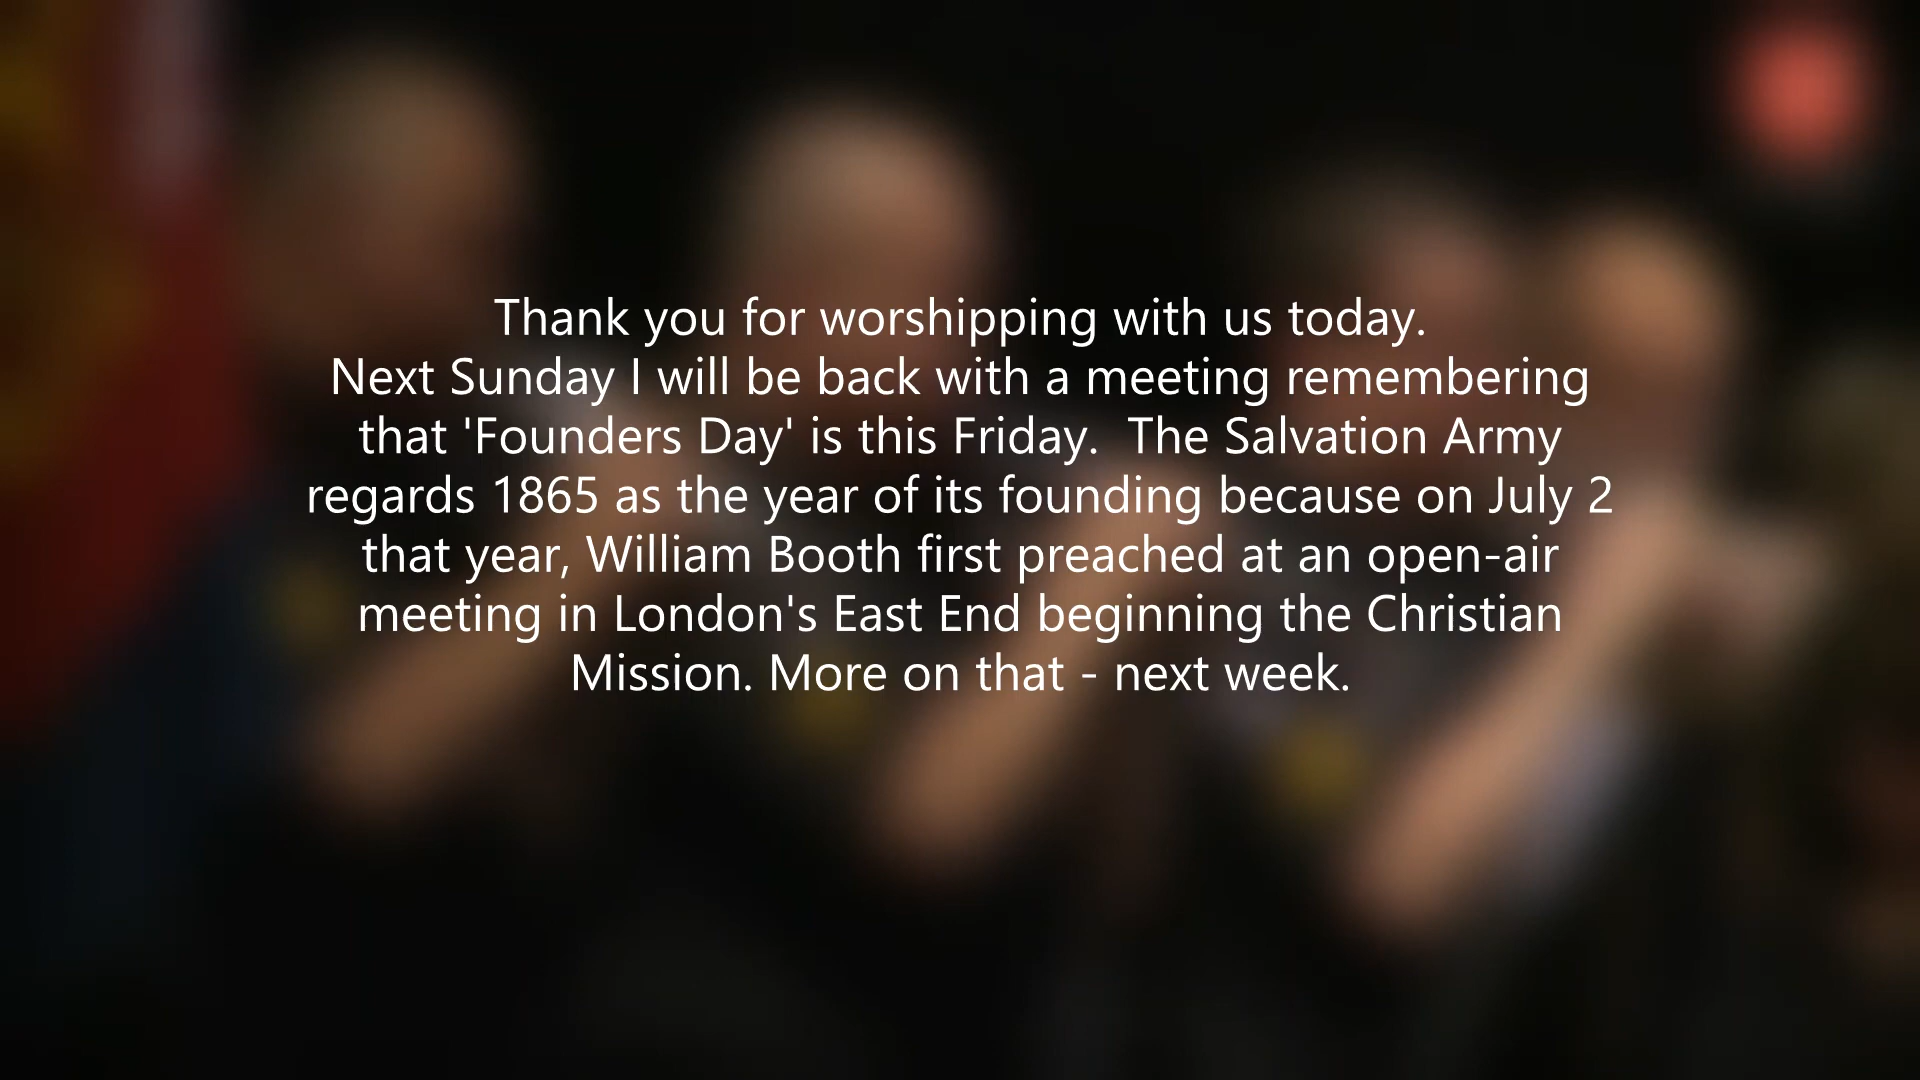 Thank you for worshipping with us today.
Next Sunday I will be back with a meeting remembering
that 'Founders Day' is this Friday.  The Salvation Army
regards 1865 as the year of its founding because on July 2
that year, William Booth first preached at an open-air
meeting in London's East End beginning the Christian
Mission. More on that - next week.